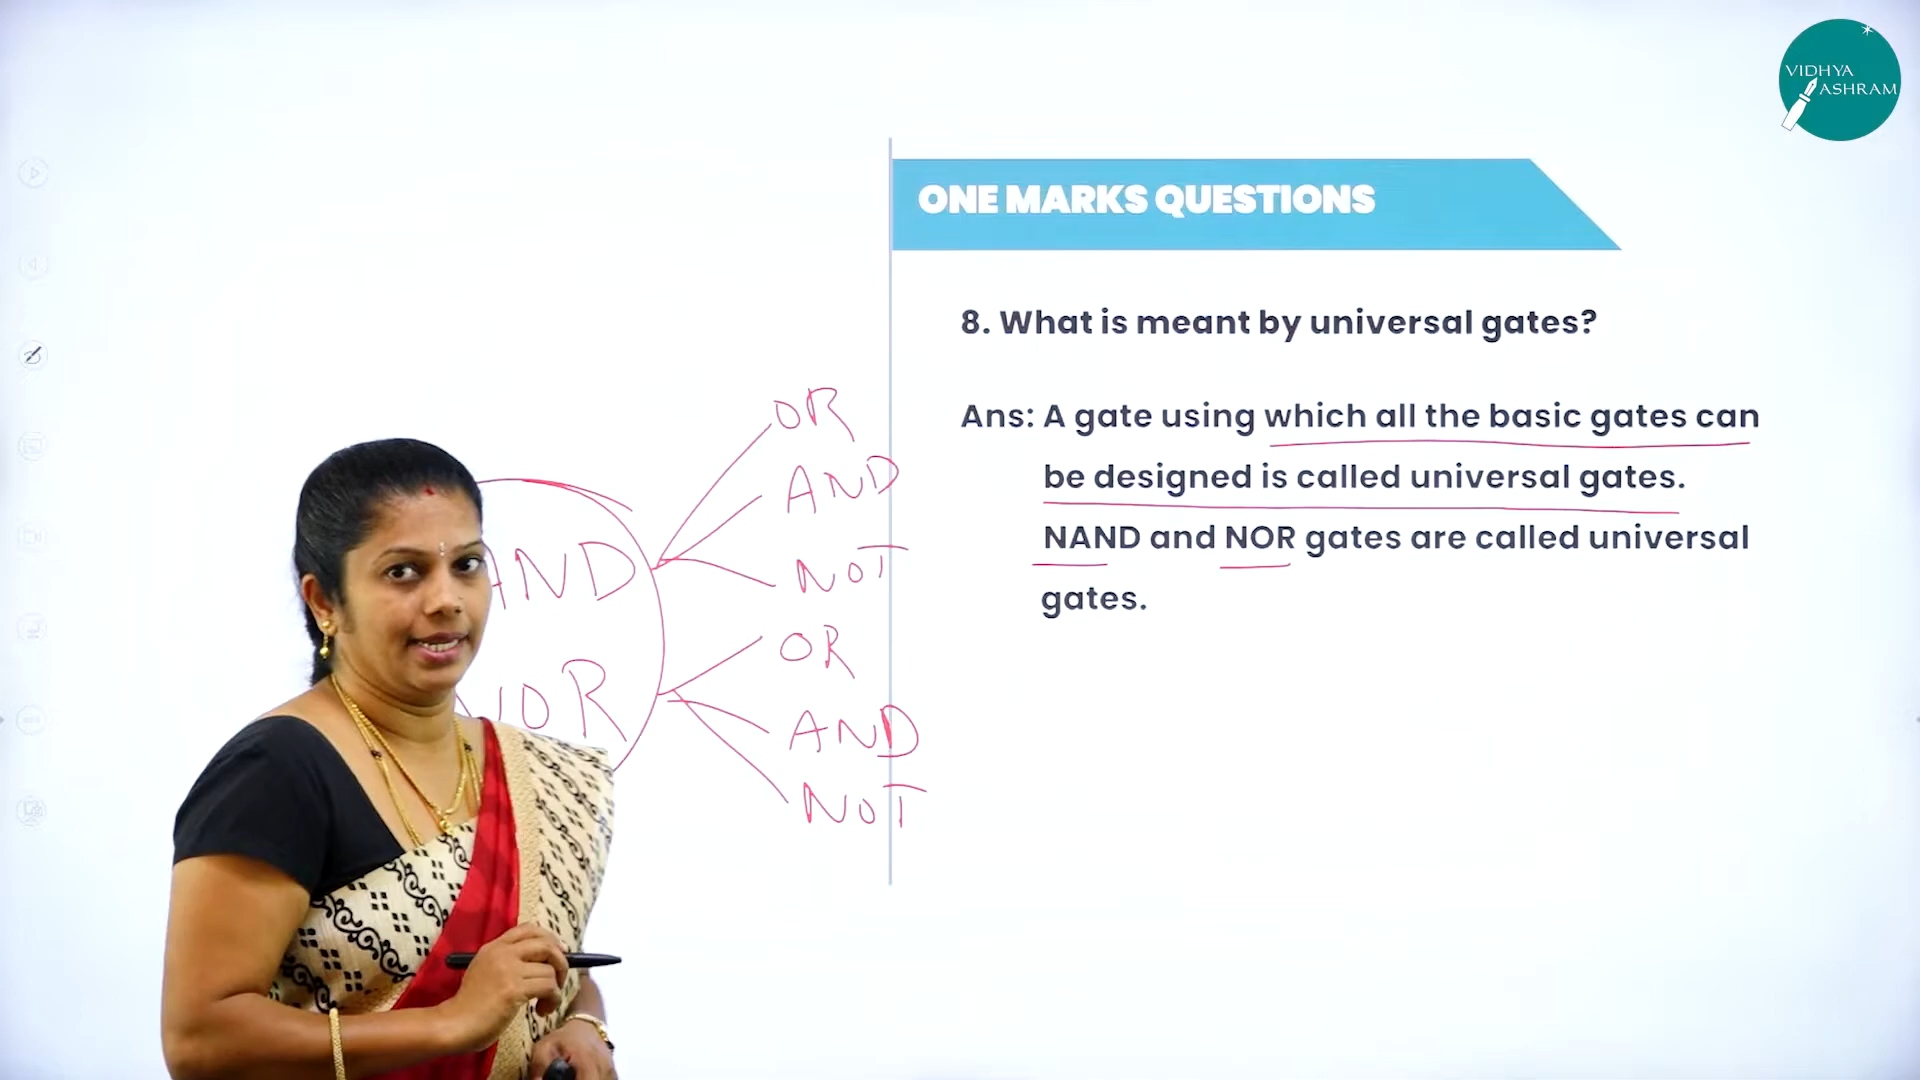 VIDHYA
ASHRAM
ONE MARKS QUESTIONS
8. What is meant by universal gates?
Ans: A gate using which all the basic gates can
be designed is called universal gates.
NAND and NOR gates are called universal
gates.
AND
OR
AND
NOT
NOR
OR
AND
NOT